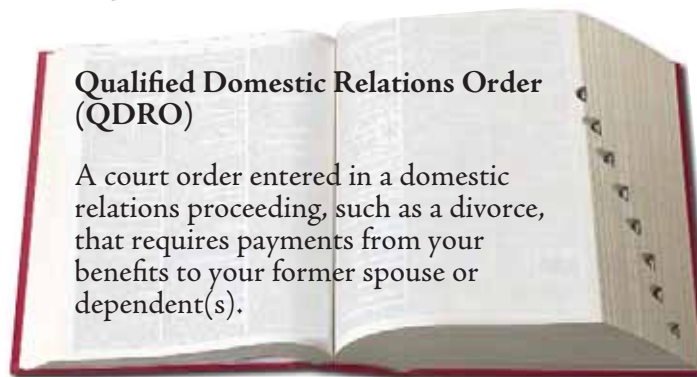 Qualified Domestic Relations Order
(QDRO)
A court order entered in a domestic
relations proceeding, such as a divorce,
that requires payments from your
benefits to your former spouse or
dependent(s).